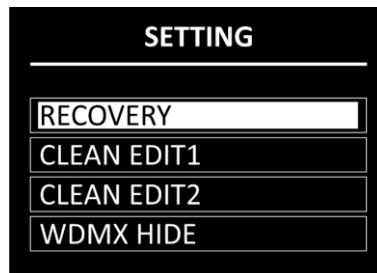 SETTING
RECOVERY
CLEAN EDIT1
CLEAN EDIT2
WDMX HIDE